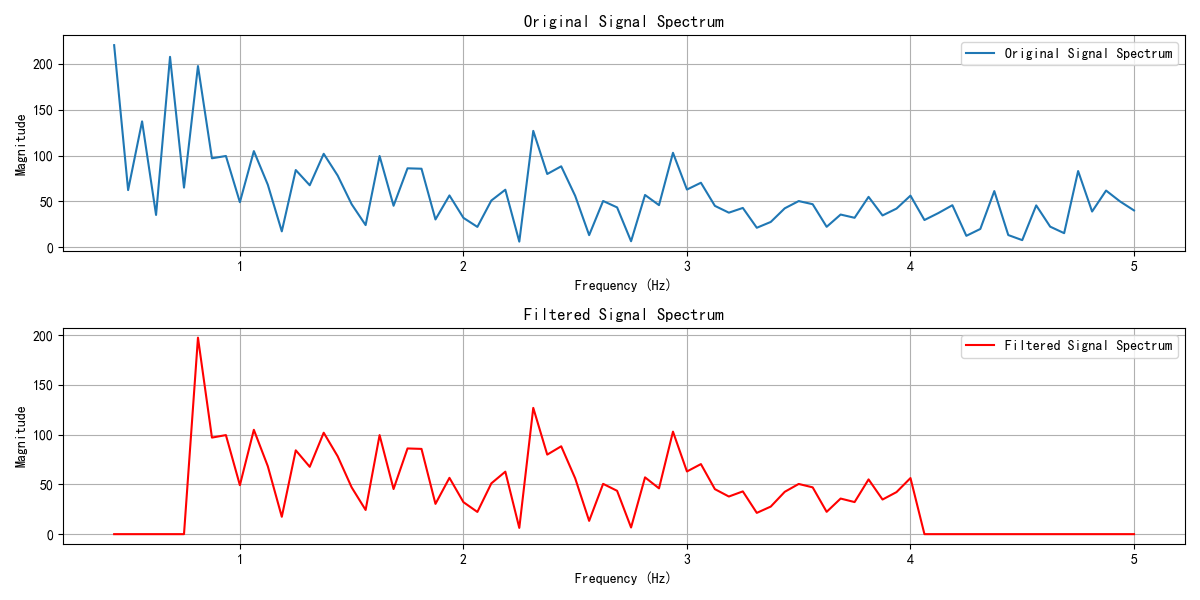 Original Signal Spectrum
Original Signal Spectrum
Magnitude
200
150
100
50
0
1 2 3 4 5
Frequency (Hz)
Filtered Signal Spectrum
Filtered Signal Spectrum
Magnitude
200
150
100
50
0
1 2 3 4 5
Frequency (Hz)